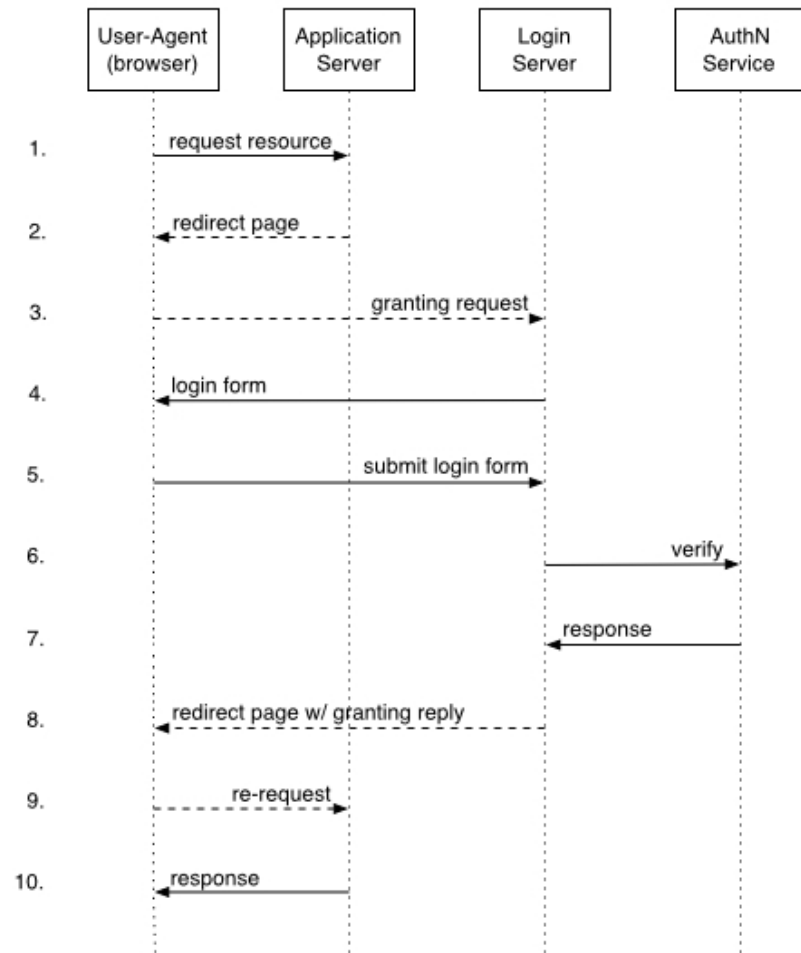 User-Agent
(browser)
Application
Server
Login
Server
AuthN
Service
1.
request resource
2.
redirect page
3.
granting request
4.
login form
5.
submit login form
6.
verify
7.
response
8.
redirect page w/ granting reply
9.
re-request
10.
response